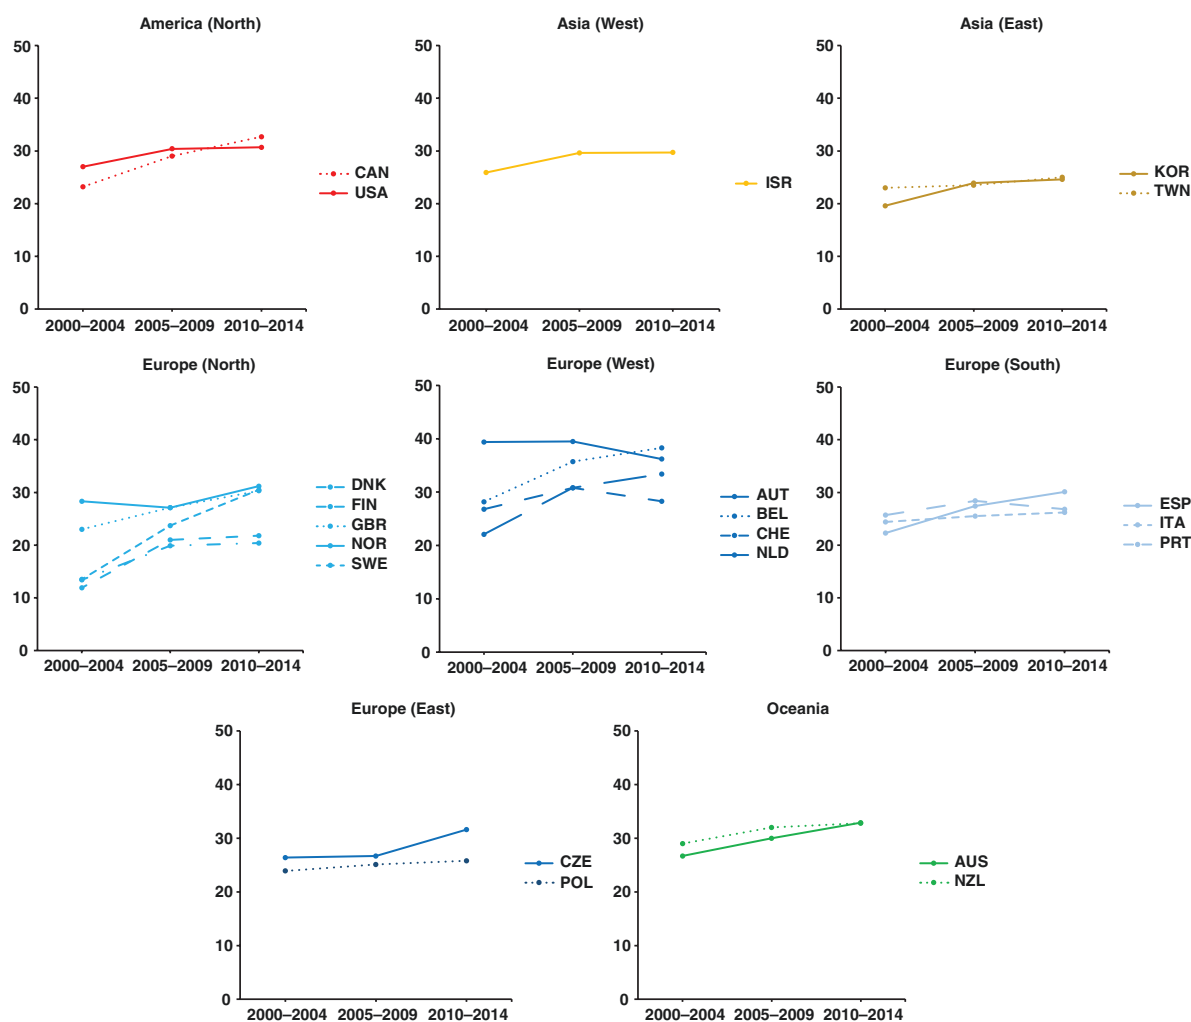 America (North)
50
40
30
20
10
0
2000–2004 2005–2009 2010–2014
CAN
USA
Asia (West)
50
40
30
20
10
0
2000–2004 2005–2009 2010–2014
ISR
Asia (East)
50
40
30
20
10
0
2000–2004 2005–2009 2010–2014
KOR
TWN
Europe (North)
50
40
30
20
10
0
2000–2004 2005–2009 2010–2014
DNK
FIN
GBR
NOR
SWE
Europe (West)
50
40
30
20
10
0
2000–2004 2005–2009 2010–2014
AUT
BEL
CHE
NLD
Europe (South)
50
40
30
20
10
0
2000–2004 2005–2009 2010–2014
ESP
ITA
PRT
Europe (East)
50
40
30
20
10
0
2000–2004 2005–2009 2010–2014
CZE
POL
Oceania
50
40
30
20
10
0
2000–2004 2005–2009 2010–2014
AUS
NZL